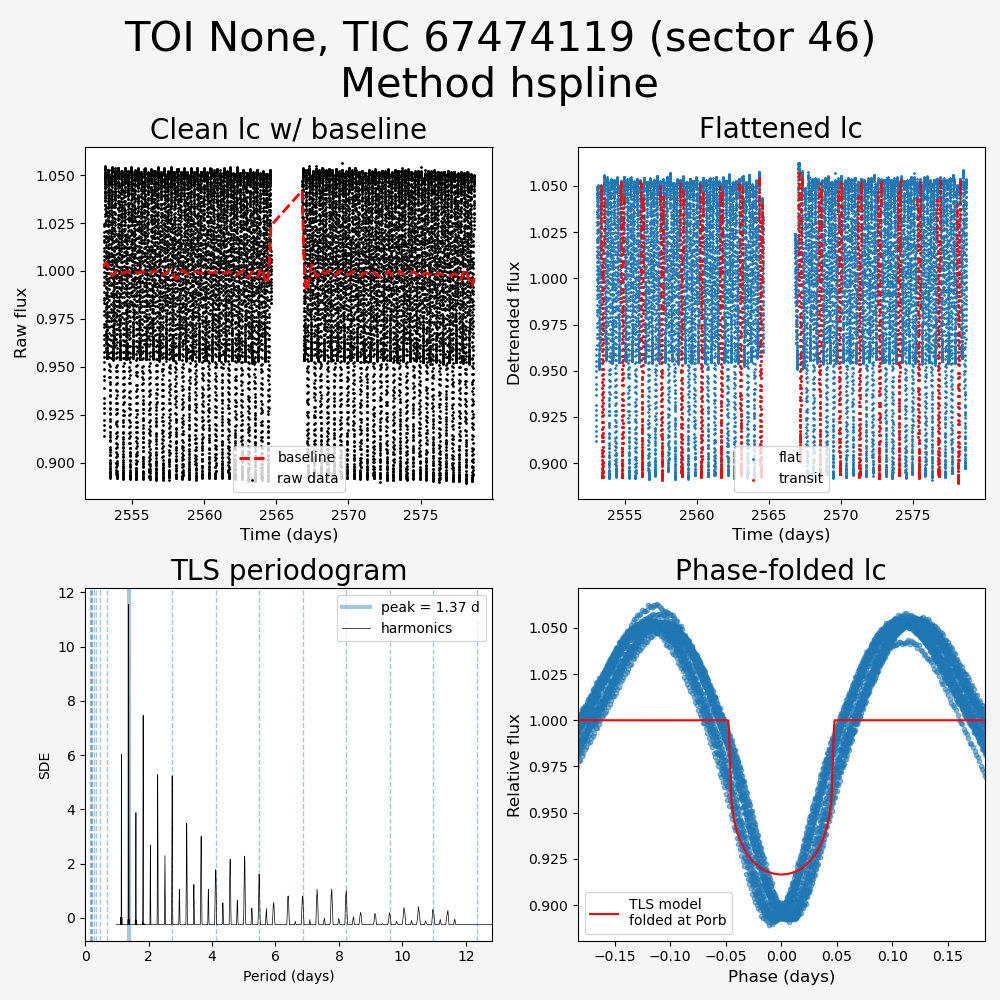 TOI None, TIC 67474119 (sector 46)
Method hspline
Clean lc w/ baseline
Raw flux
1.050
1.025
1.000
0.975
0.950
0.925
0.900
baseline
raw data
2555 2560 2565 2570 2575
Time (days)
Flattened lc
Detrended flux
1.050
1.025
1.000
0.975
0.950
0.925
0.900
flat
transit
2555 2560 2565 2570 2575
Time (days)
TLS periodogram
SDE
12
10
8
6
4
2
0
peak = 1.37 d
harmonics
0 2 4 6 8 10 12
Period (days)
Phase-folded lc
Relative flux
1.050
1.025
1.000
0.975
0.950
0.925
0.900
TLS model
folded at Porb
−0.15 −0.10 −0.05 0.00 0.05 0.10 0.15
Phase (days)